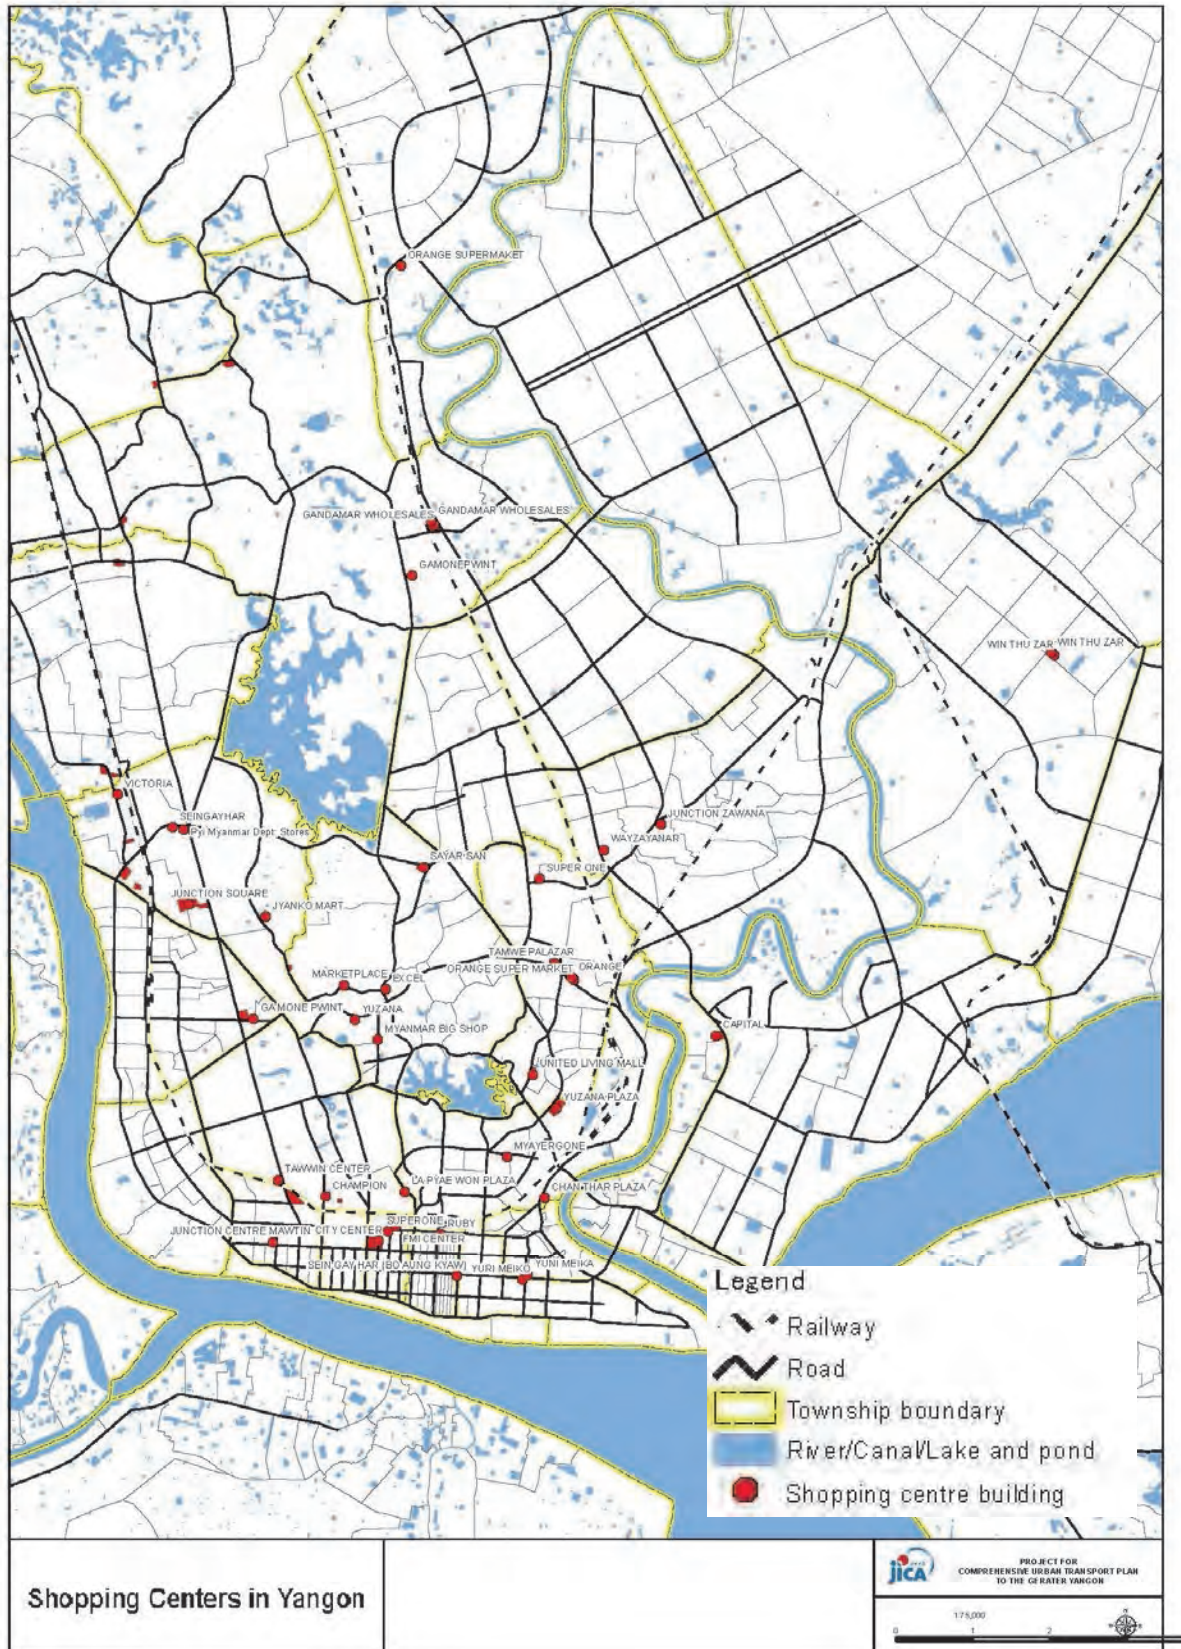 ORANGE SUPERMAKET
GANDAMAR WHOLESALES
GANDAMAR WHOLESALES
GAMONEPWINT
WIN THU ZAR
WIN THU ZAR
VICTORIA
SEINGAYHAR
Pyi Myanmar Dept: Stores
JUNCTION ZAWANA
WAYZAYANAR
SAYAR SAN
SUPER ONE
JUNCTION SQUARE
JYANKO MART
TAMWE PALAZAR
MARKETPLACE
EXCEL
ORANGE SUPER MARKET
ORANGE
GAMONE PWINT
YUZANA
MYANMAR BIG SHOP
CAPITAL
UNITED LIVING MALL
YUZANA PLAZA
MYAYERGONE
TAWWIN CENTER
CHAMPION
LA PYAE WON PLAZA
CHAN THAR PLAZA
JUNCTION CENTRE MAWTIN
CITY CENTER
SUPERONE
RUBY
FMI CENTER
SEIN GAY HAR (BO AUNG KYAW)
YURI MEIKO
YUNI MEIKA
Legend
Railway
Road
Township boundary
River/Canal/Lake and pond
Shopping centre building
Shopping Centers in Yangon
JICA
PROJECT FOR
COMPREHENSIVE URBAN TRANSPORT PLAN
TO THE GERATER YANGON
1:75,000
0 1 2